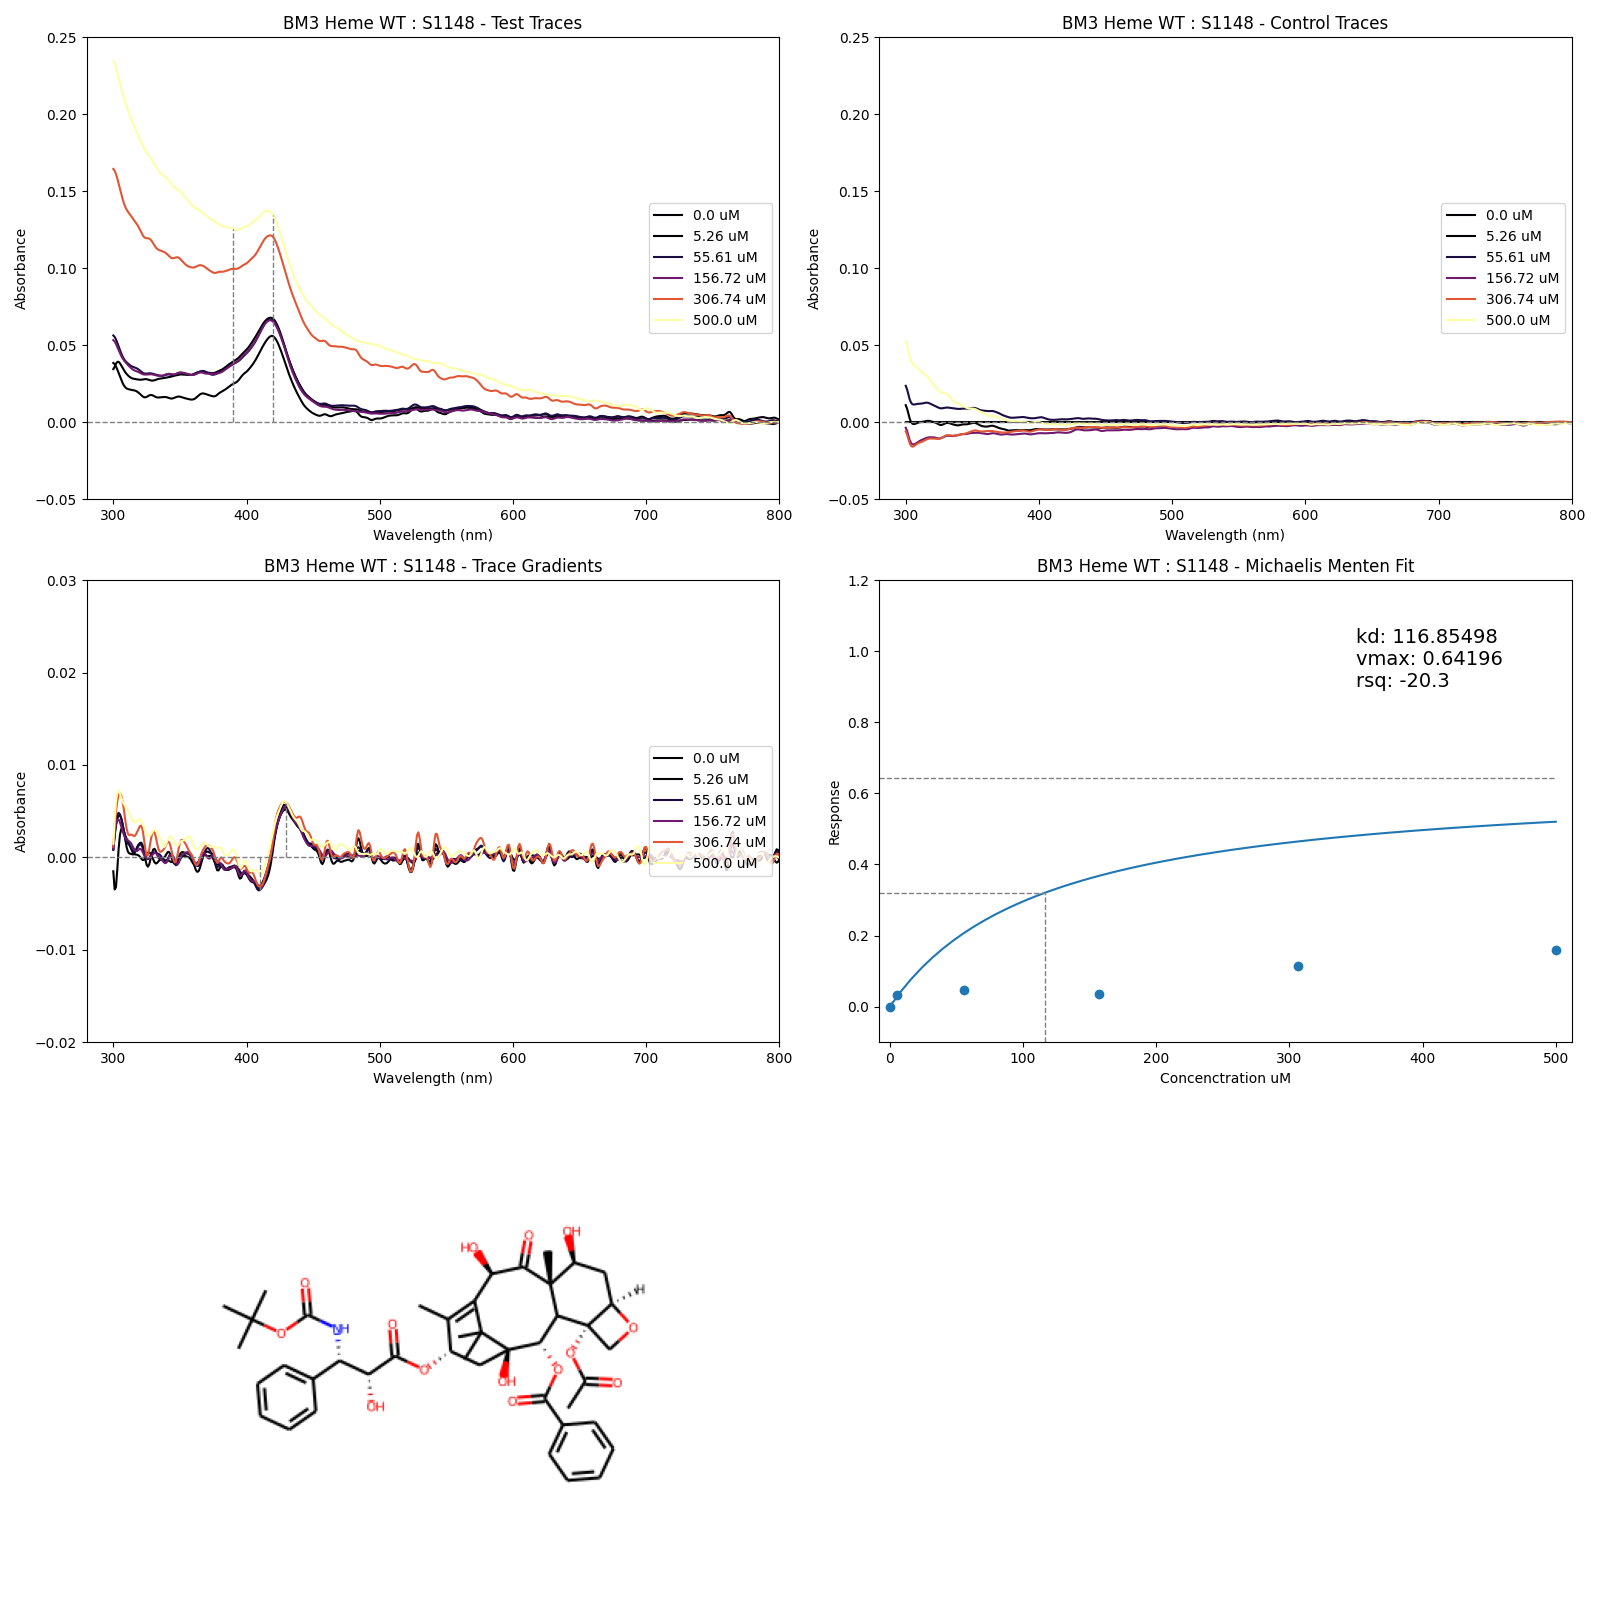 BM3 Heme WT : S1148 - Test Traces
0.25
0.20
0.15
0.10
0.05
0.00
−0.05
Absorbance
300
400
500
600
700
800
Wavelength (nm)
0.0 uM
5.26 uM
55.61 uM
156.72 uM
306.74 uM
500.0 uM
BM3 Heme WT : S1148 - Control Traces
0.25
0.20
0.15
0.10
0.05
0.00
−0.05
Absorbance
300
400
500
600
700
800
Wavelength (nm)
0.0 uM
5.26 uM
55.61 uM
156.72 uM
306.74 uM
500.0 uM
BM3 Heme WT : S1148 - Trace Gradients
0.03
0.02
0.01
0.00
−0.01
−0.02
Absorbance
300
400
500
600
700
800
Wavelength (nm)
0.0 uM
5.26 uM
55.61 uM
156.72 uM
306.74 uM
500.0 uM
BM3 Heme WT : S1148 - Michaelis Menten Fit
1.2
1.0
0.8
0.6
0.4
0.2
0.0
Response
0
100
200
300
400
500
Concenctration uM
kd: 116.85498
vmax: 0.64196
rsq: -20.3
HO
O
OH
H
O
O
NH
O
O
O
O
O
OH
O
O
O
OH